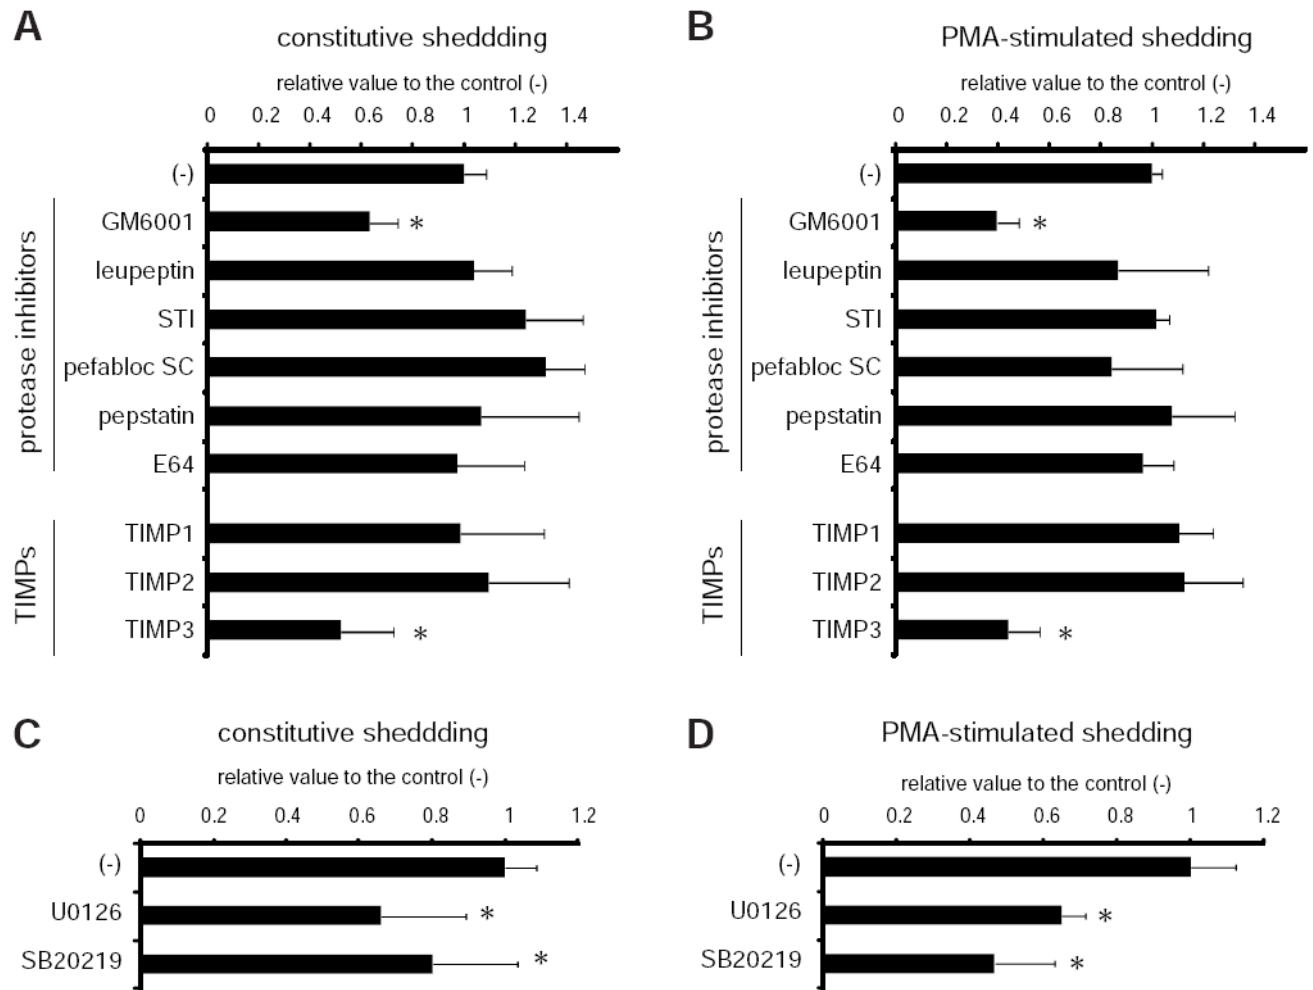 A
constitutive sheddding
relative value to the control (-)
0 0.2 0.4 0.6 0.8 1 1.2 1.4
(-)
GM6001 *
leupeptin
STI
pefabloc SC
pepstatin
E64
protease inhibitors
TIMP1
TIMP2
TIMP3 *
TIMPs
B
PMA-stimulated shedding
relative value to the control (-)
0 0.2 0.4 0.6 0.8 1 1.2 1.4
(-)
GM6001 *
leupeptin
STI
pefabloc SC
pepstatin
E64
protease inhibitors
TIMP1
TIMP2
TIMP3 *
TIMPs
C
constitutive sheddding
relative value to the control (-)
0 0.2 0.4 0.6 0.8 1 1.2
(-)
U0126 *
SB20219 *
D
PMA-stimulated shedding
relative value to the control (-)
0 0.2 0.4 0.6 0.8 1 1.2
(-)
U0126 *
SB20219 *